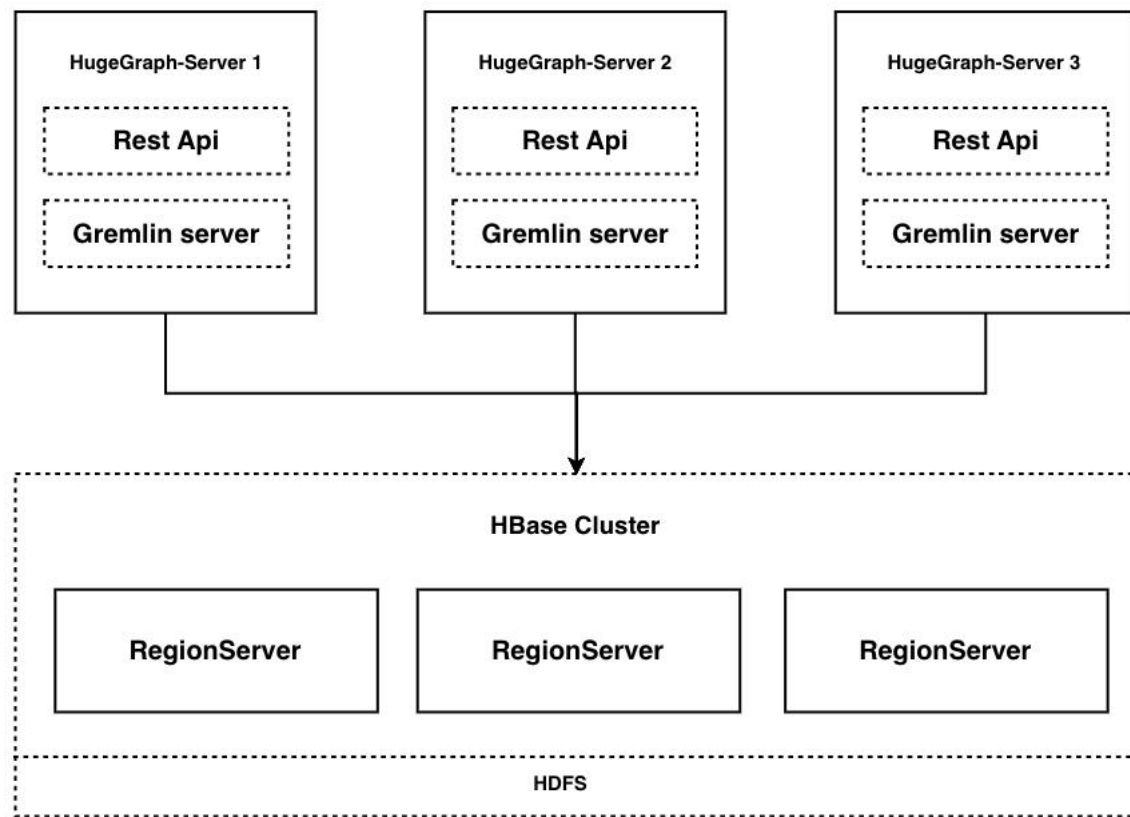 HugeGraph-Server 1
HugeGraph-Server 2
HugeGraph-Server 3
Rest Api
Rest Api
Rest Api
Gremlin server
Gremlin server
Gremlin server
HBase Cluster
RegionServer
RegionServer
RegionServer
HDFS